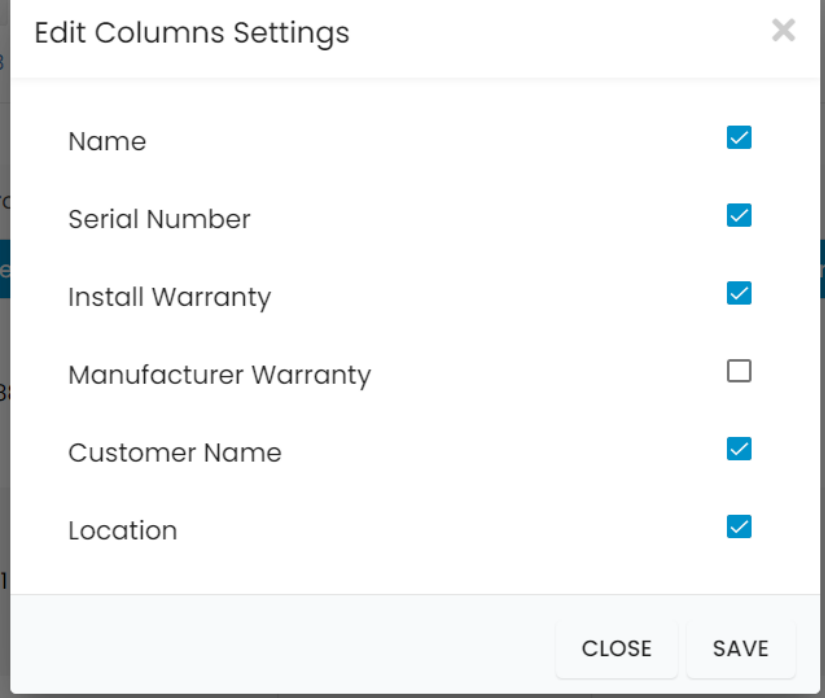 Edit Columns Settings
Name
Serial Number
Install Warranty
Manufacturer Warranty
Customer Name
Location
CLOSE SAVE